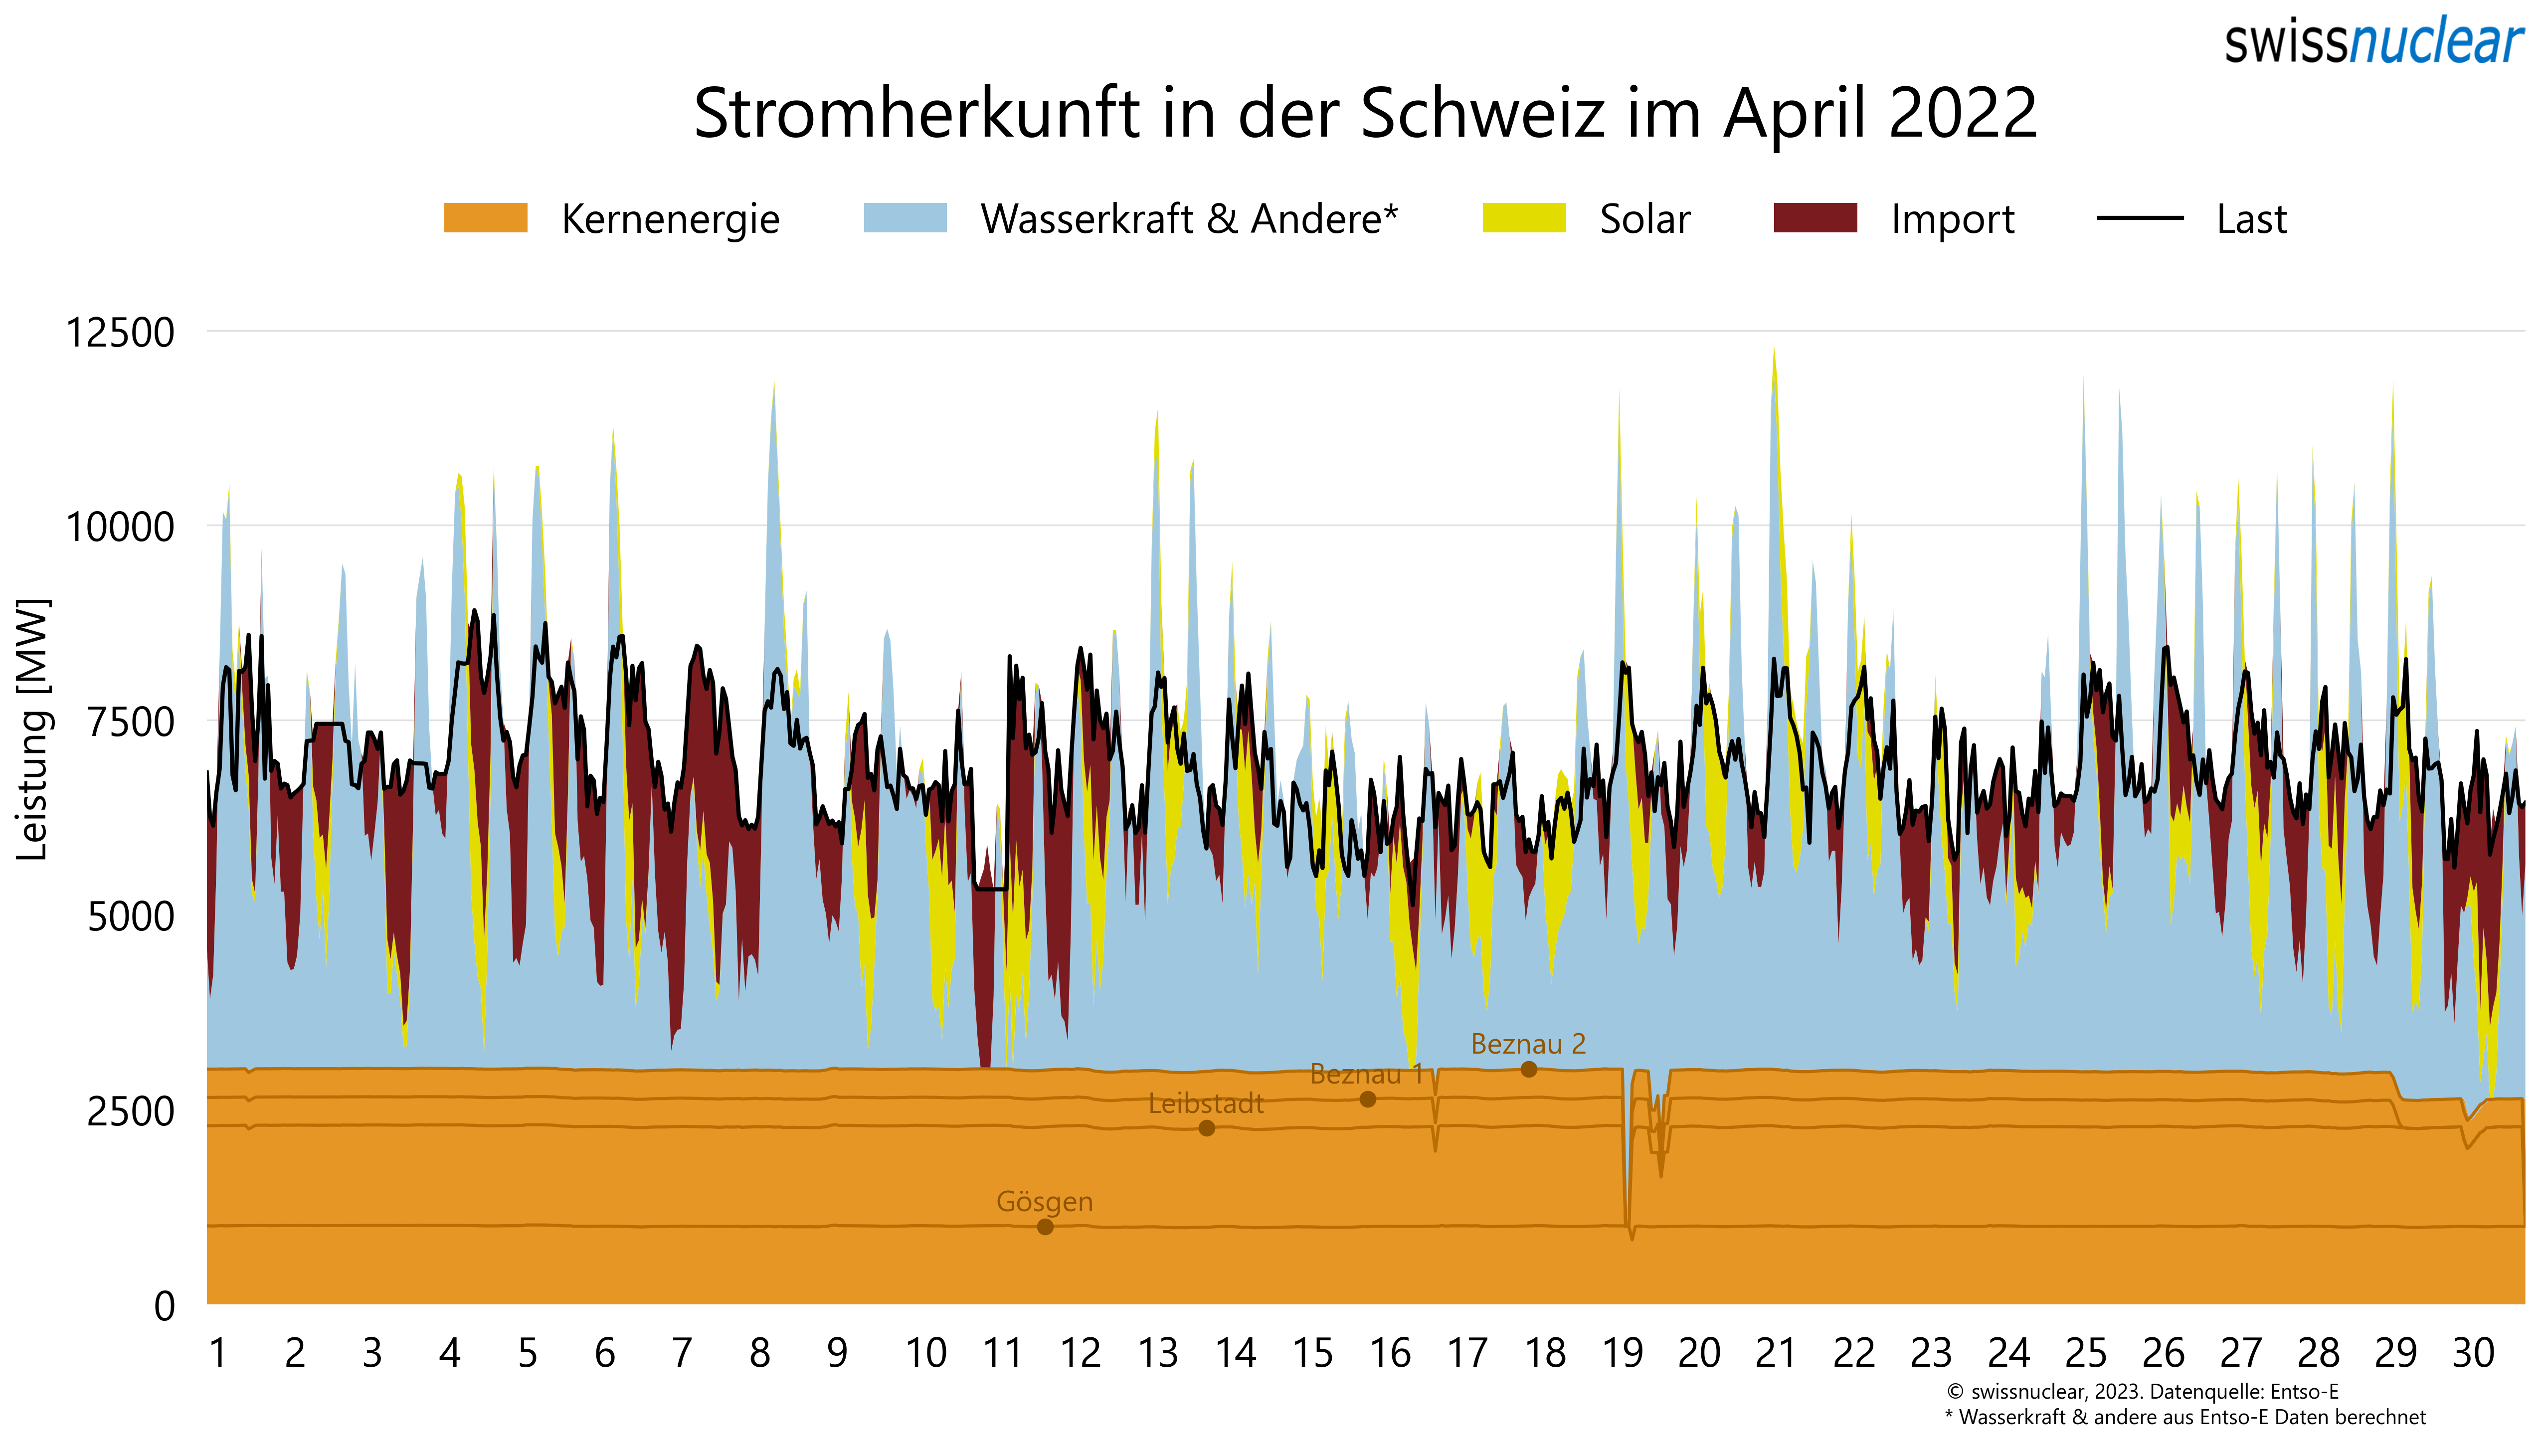 swissnuclear
Stromherkunft in der Schweiz im April 2022
Kernenergie Wasserkraft & Andere* Solar Import Last
Leistung [MW]
12500
10000
7500
5000
2500
0
Beznau 2
Beznau 1
Leibstadt
Gösgen
1 2 3 4 5 6 7 8 9 10 11 12 13 14 15 16 17 18 19 20 21 22 23 24 25 26 27 28 29 30
© swissnuclear, 2023. Datenquelle: Entso-E
* Wasserkraft & andere aus Entso-E Daten berechnet